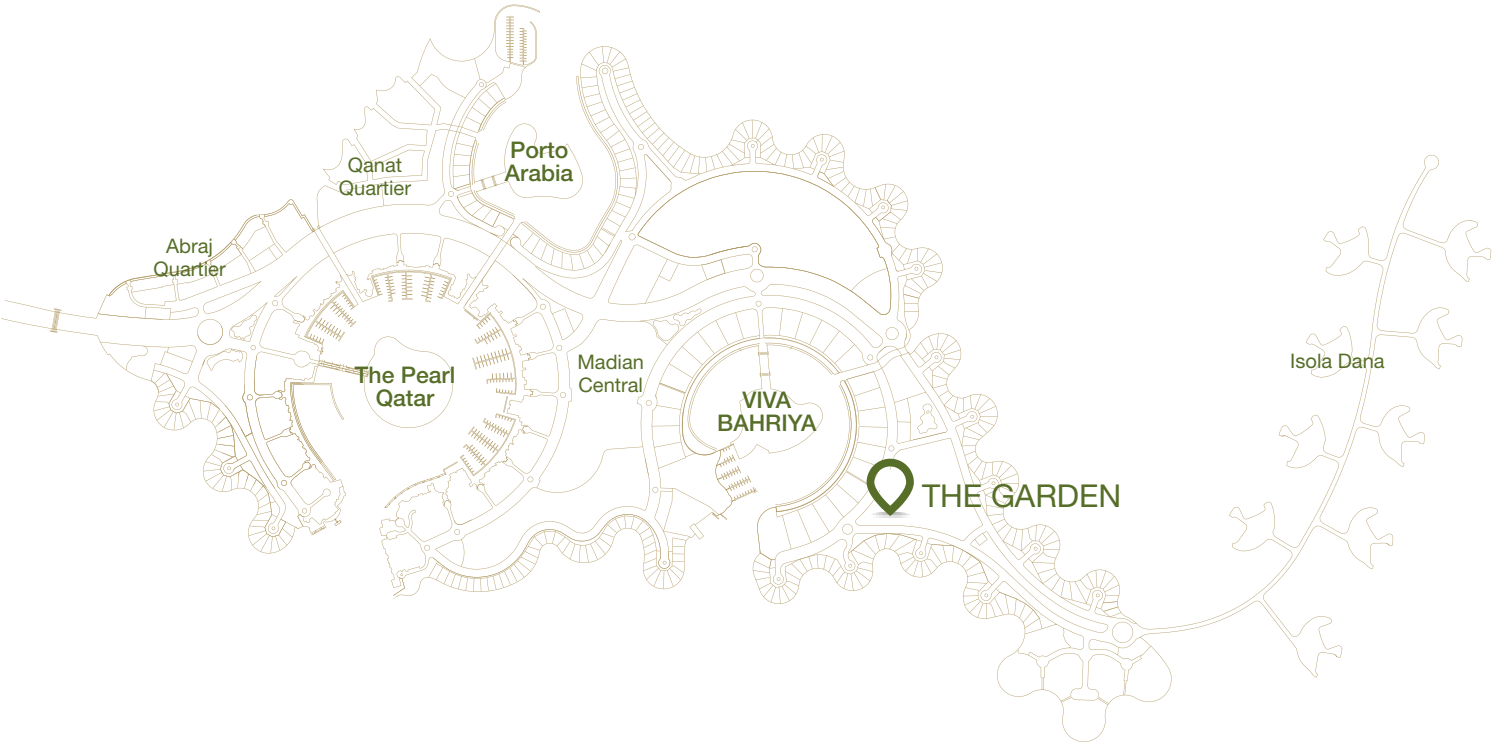 Porto
Arabia
Qanat
Quartier
Abraj
Quartier
The Pearl
Qatar
Madian
Central
VIVA
BAHRIYA
Isola Dana
THE GARDEN